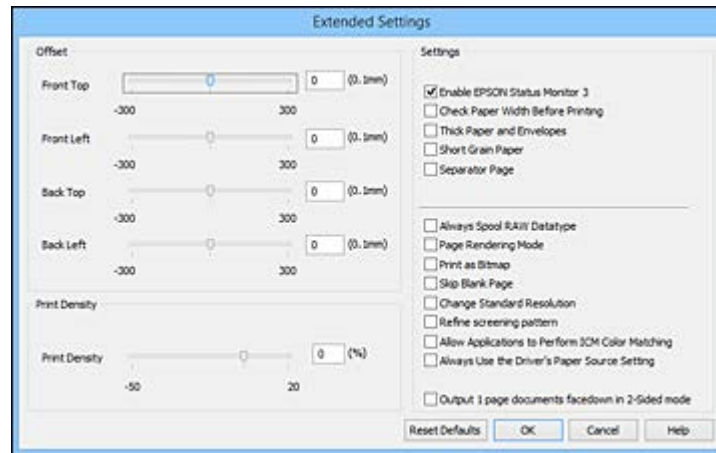 Extended Settings
Offset
Front Top 0 (0.1mm)
-300 300
Front Left 0 (0.1mm)
-300 300
Back Top 0 (0.1mm)
-300 300
Back Left 0 (0.1mm)
-300 300
Print Density
Print Density 0 (%)
-50 20
Settings
Enable EPSON Status Monitor 3
Check Paper Width Before Printing
Thick Paper and Envelopes
Short Grain Paper
Separator Page
Always Spool RAW Datatype
Page Rendering Mode
Print as Bitmap
Skip Blank Page
Change Standard Resolution
Refine screening pattern
Allow Applications to Perform ICM Color Matching
Always Use the Driver's Paper Source Setting
Output 1 page documents facedown in 2-Sided mode
Reset Defaults OK Cancel Help